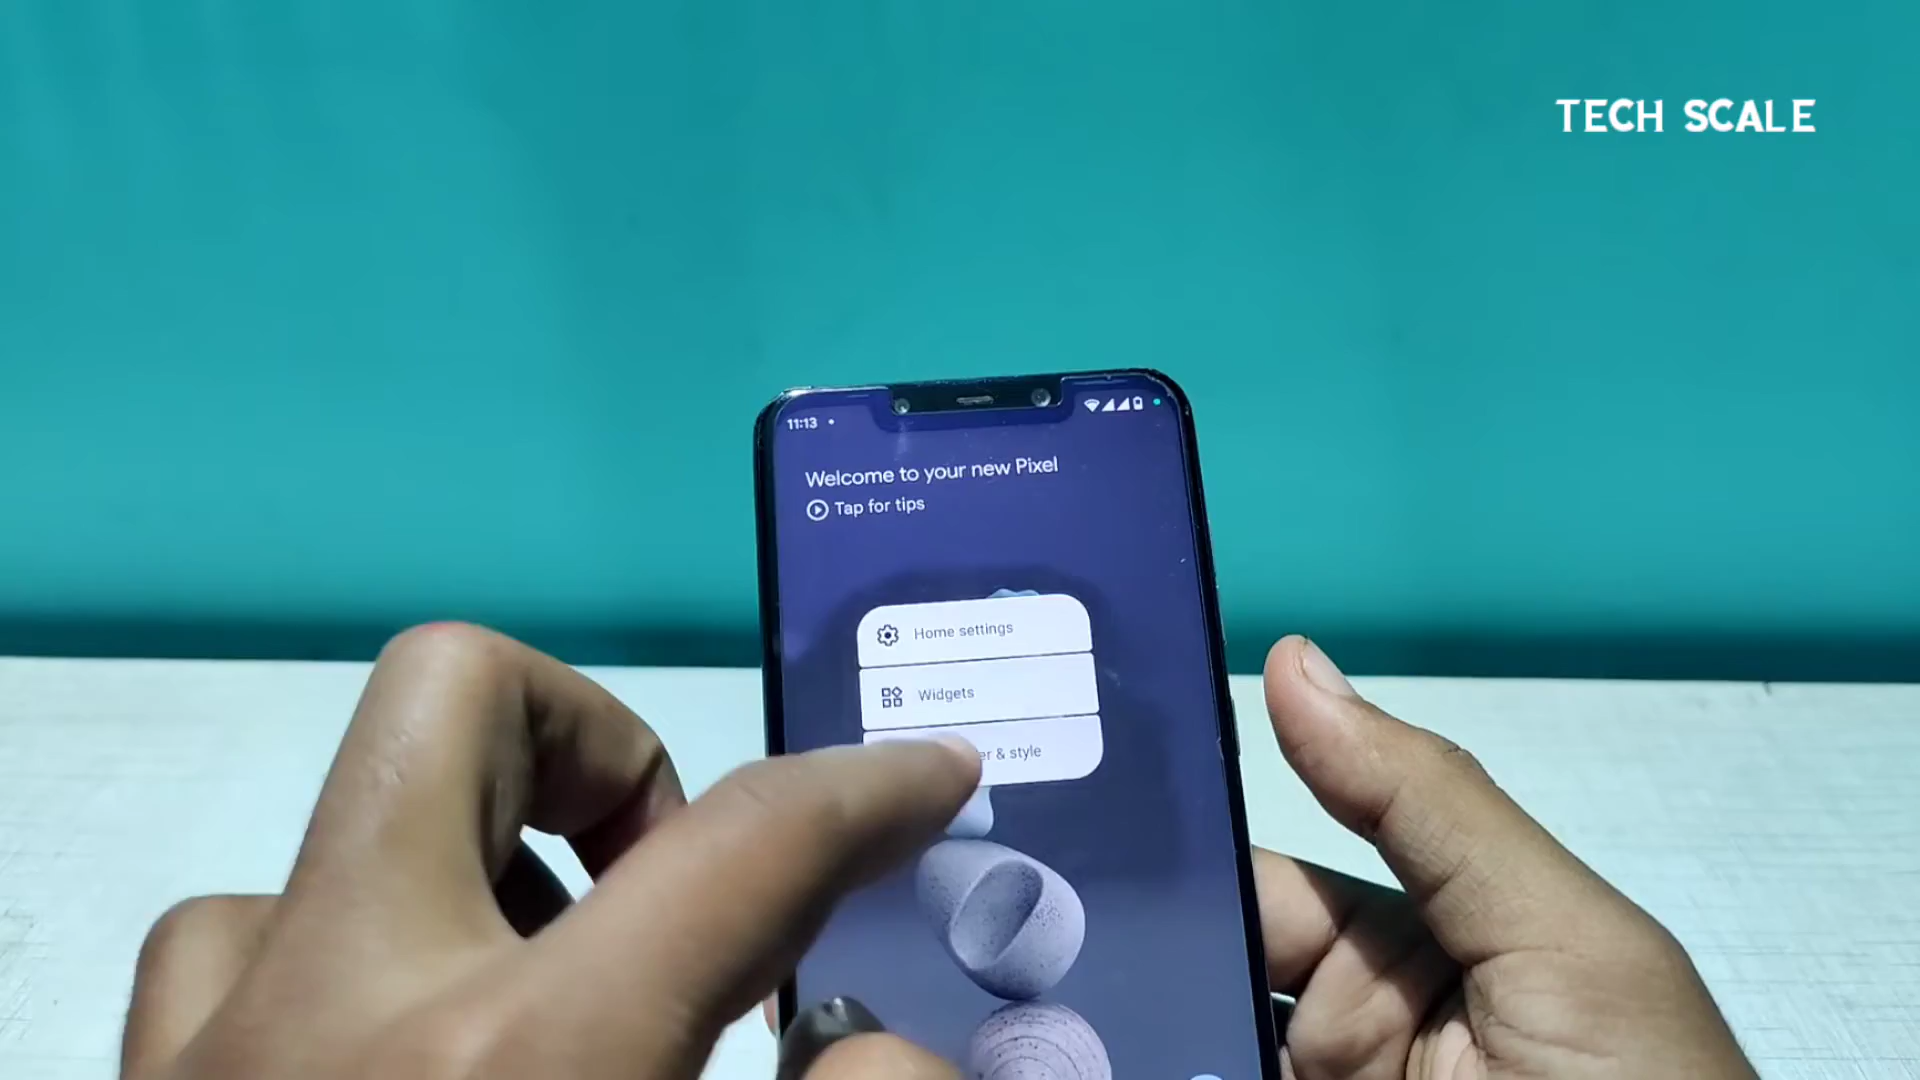 TECH SCALE
11:13
Welcome to your new Pixel
Tap for tips
Home settings
Widgets
& style